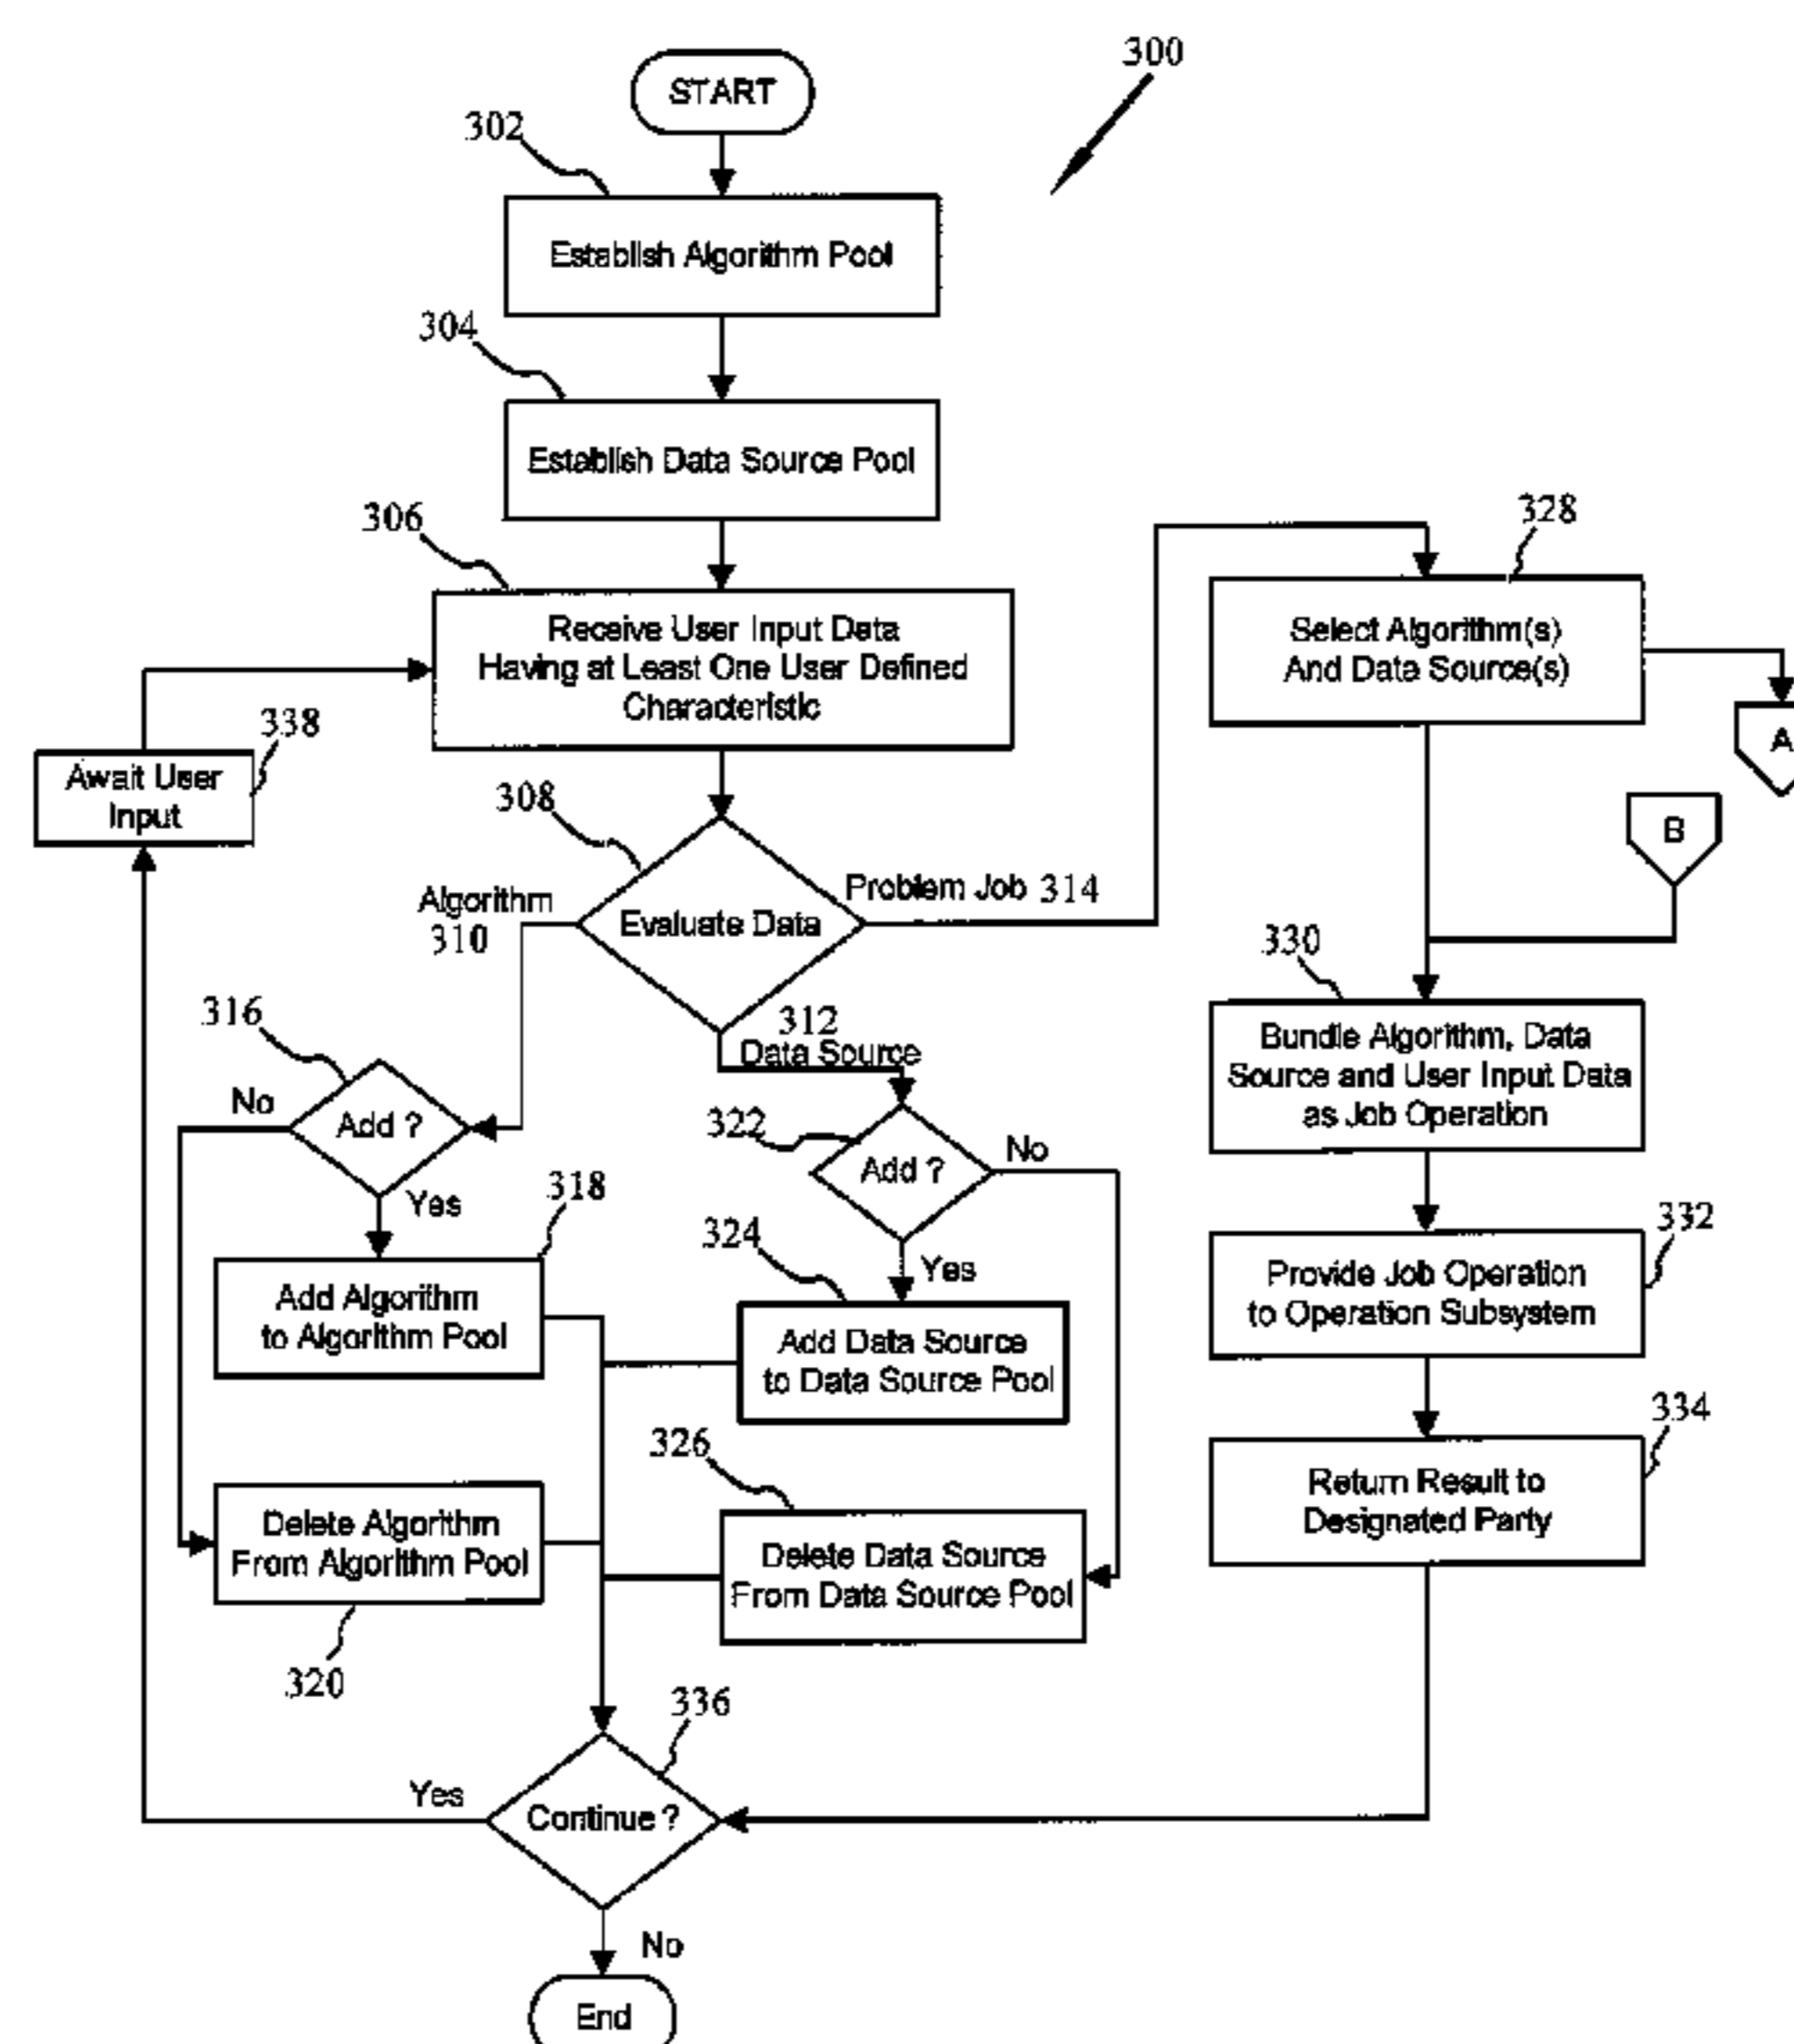 300
START
302
Establish Algorithm Pool
304
Establish Data Source Pool
306
328
Receive User Input Data
Having at Least One User Defined
Characteristic
Select Algorithm(s)
And Data Source(s)
338
Await User
Input
A
B
308
Algorithm
310
Evaluate Data
Problem Job 314
330
316
312
Data Source
Bundle Algorithm, Data
Source and User Input Data
as Job Operation
No
Add ?
Yes
322
Add ?
No
318
324
Yes
332
Add Algorithm
to Algorithm Pool
Add Data Source
to Data Source Pool
Provide Job Operation
to Operation Subsystem
334
326
Delete Algorithm
From Algorithm Pool
Delete Data Source
From Data Source Pool
Return Result to
Designated Party
320
336
Yes
Continue ?
No
End